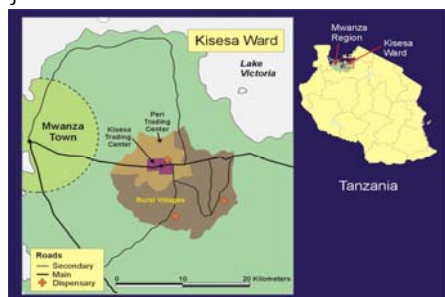 Kisesa Ward
Lake
Victoria
Mwanza
Region
Kisesa
Ward
Peri
Trading
Center
Kisesa
Trading
Center
Mwanza
Town
Rural Villages
Tanzania
Roads
Secondary
Main
Dispensary
0 10 20 Kilometers